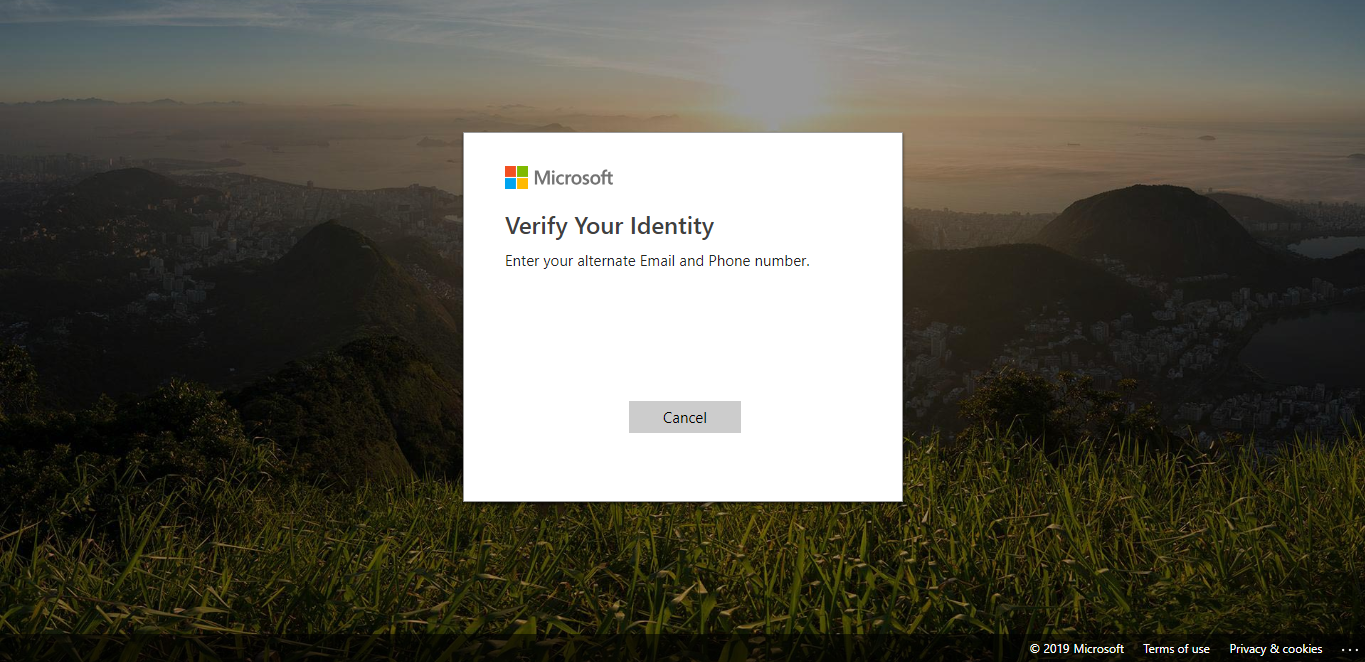 Microsoft
Verify Your Identity
Enter your alternate Email and Phone number.
Cancel
© 2019 Microsoft Terms of use Privacy & cookies ...